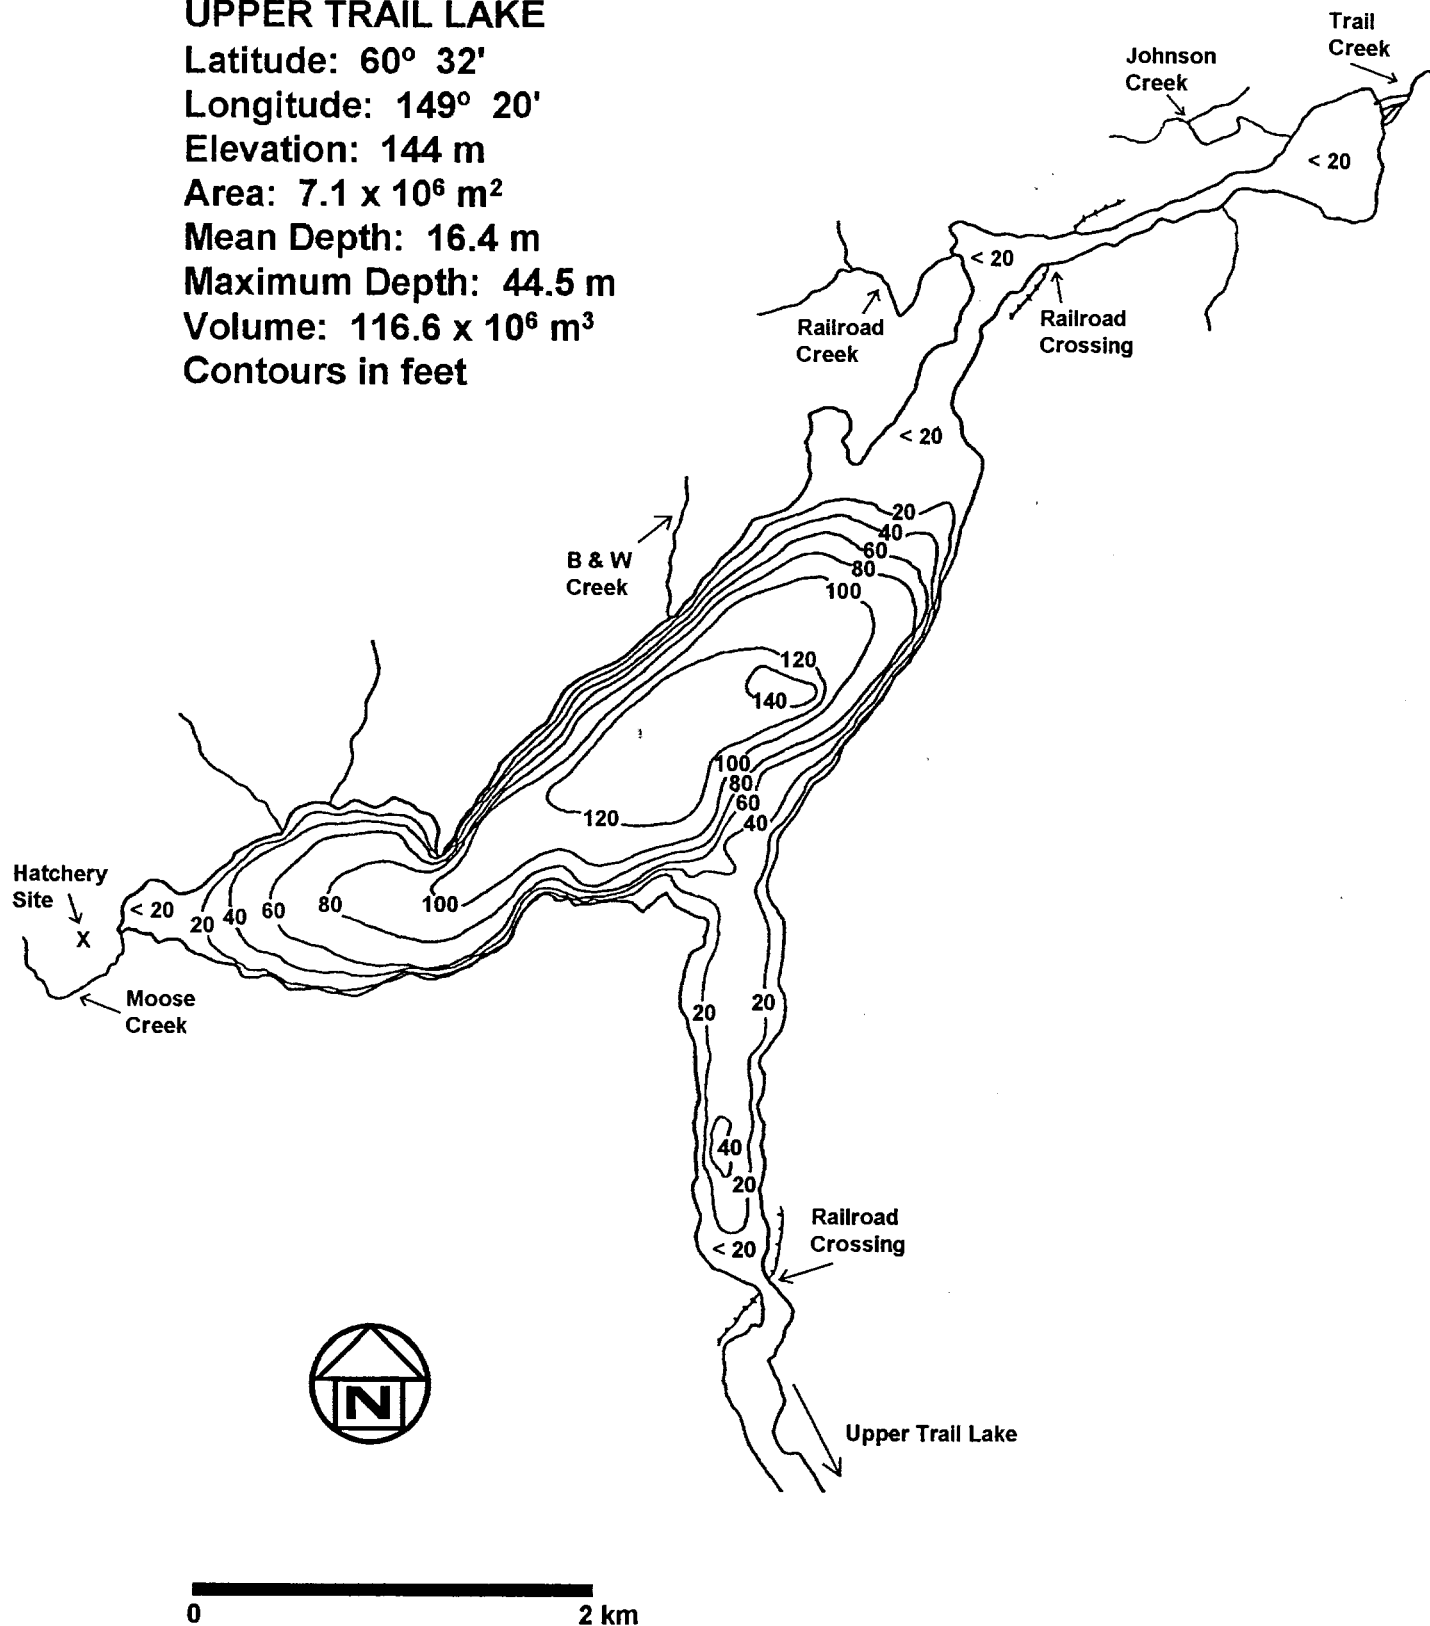 UPPER TRAIL LAKE
Latitude: 60º 32'
Longitude: 149º 20'
Elevation: 144 m
Area: 7.1 x 10⁶ m²
Mean Depth: 16.4 m
Maximum Depth: 44.5 m
Volume: 116.6 x 10⁶ m³
Contours in feet
Trail
Creek
Johnson
Creek
< 20
< 20
Railroad
Creek
Railroad
Crossing
< 20
20
40
60
80
100
B & W
Creek
120
140
100
80
60
40
120
Hatchery
Site
X
< 20
20
40
60
80
100
Moose
Creek
20
20
40
20
< 20
Railroad
Crossing
N
Upper Trail Lake
0
2 km